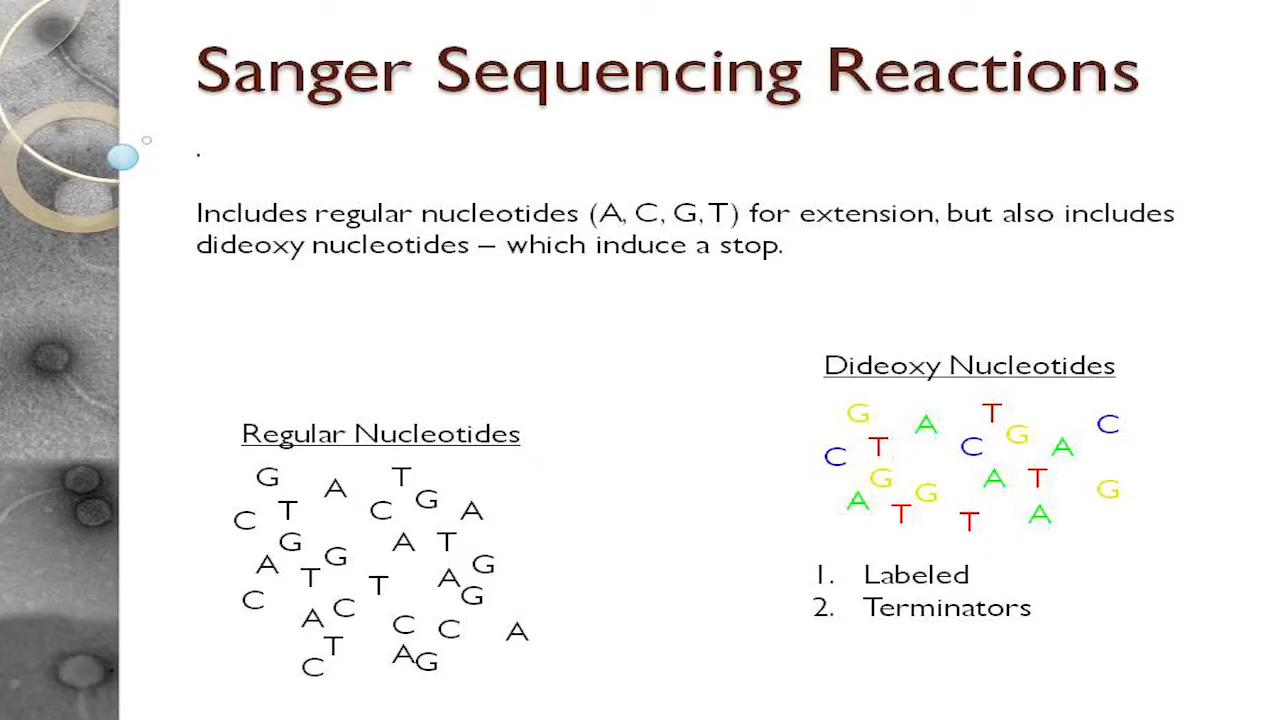 Sanger Sequencing Reactions
.
Includes regular nucleotides (A, C, G, T) for extension, but also includes
dideoxy nucleotides – which induce a stop.
Regular Nucleotides
G A T
C T C G A
G A T
A T G T A G
C A C G
C C A
T A G
C
Dideoxy Nucleotides
G A T C
C T C G A
G A T
A T G T A G
1. Labeled
2. Terminators